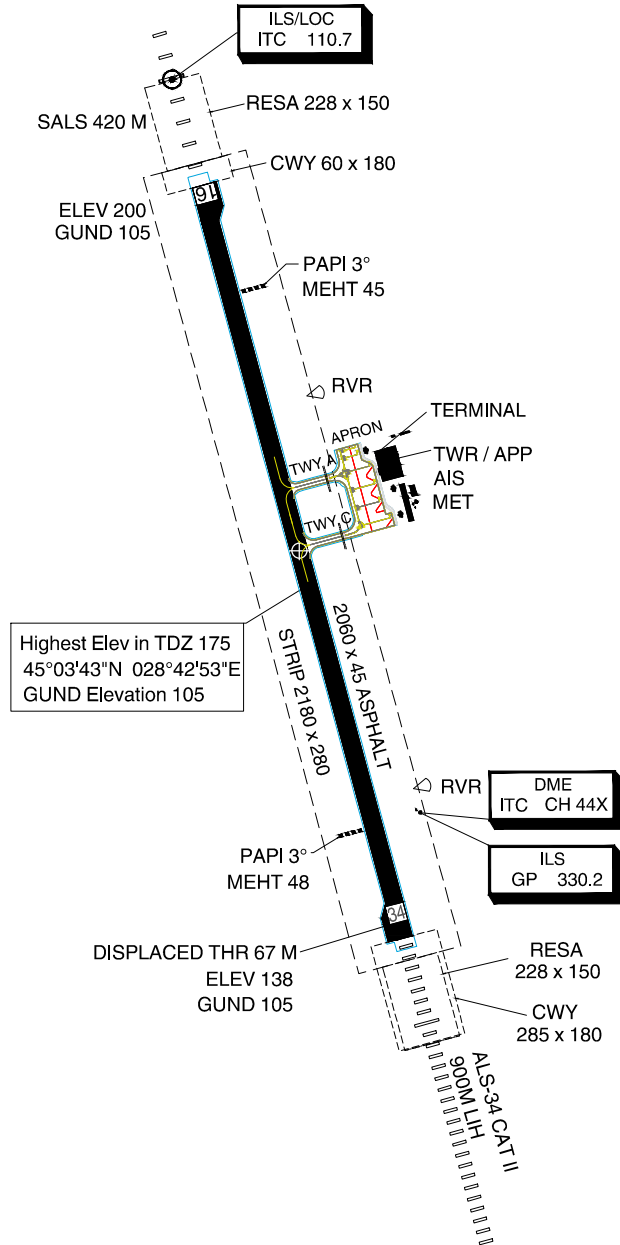 ILS/LOC
ITC 110.7
RESA 228 x 150
SALS 420 M
CWY 60 x 180
16
ELEV 200
GUND 105
PAPI 3°
MEHT 45
RVR
TERMINAL
APRON
TWR / APP
AIS
MET
TWY A
TWY C
Highest Elev in TDZ 175
45°03'43"N 028°42'53"E
GUND Elevation 105
2060 x 45 ASPHALT
STRIP 2180 x 280
RVR
DME
ITC CH 44X
ILS
GP 330.2
PAPI 3°
MEHT 48
34
DISPLACED THR 67 M
ELEV 138
GUND 105
RESA
228 x 150
CWY
285 x 180
ALS-34 CAT II
900M LIH